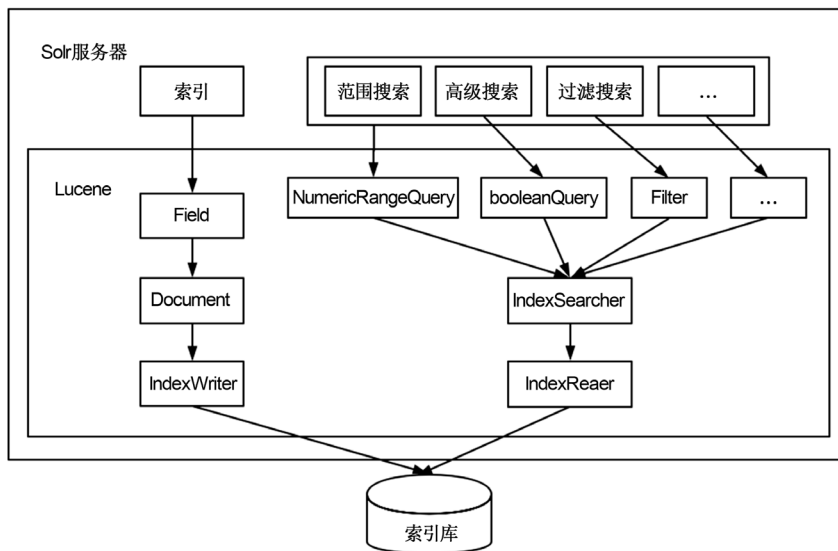 Solr服务器
索引
范围搜索
高级搜索
过滤搜索
...
Lucene
NumericRangeQuery
booleanQuery
Filter
...
Field
Document
IndexSearcher
IndexWriter
IndexReaer
索引库